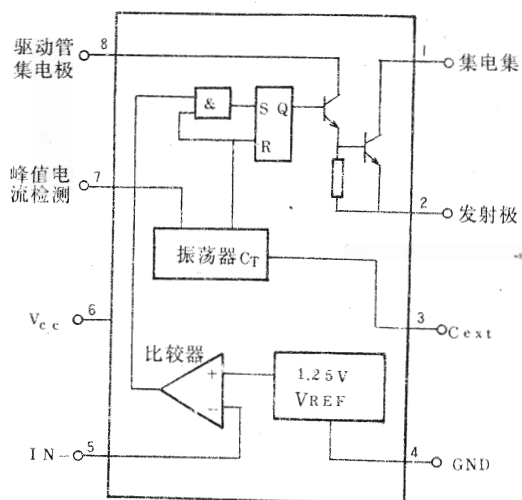 驱动管
集电极
8
1
集电集
&
S Q
R
峰值电
流检测
7
2
发射极
振荡器 CT
Vcc
6
3
Cext
比较器
+
−
1.25V
VREF
IN−
5
4
GND